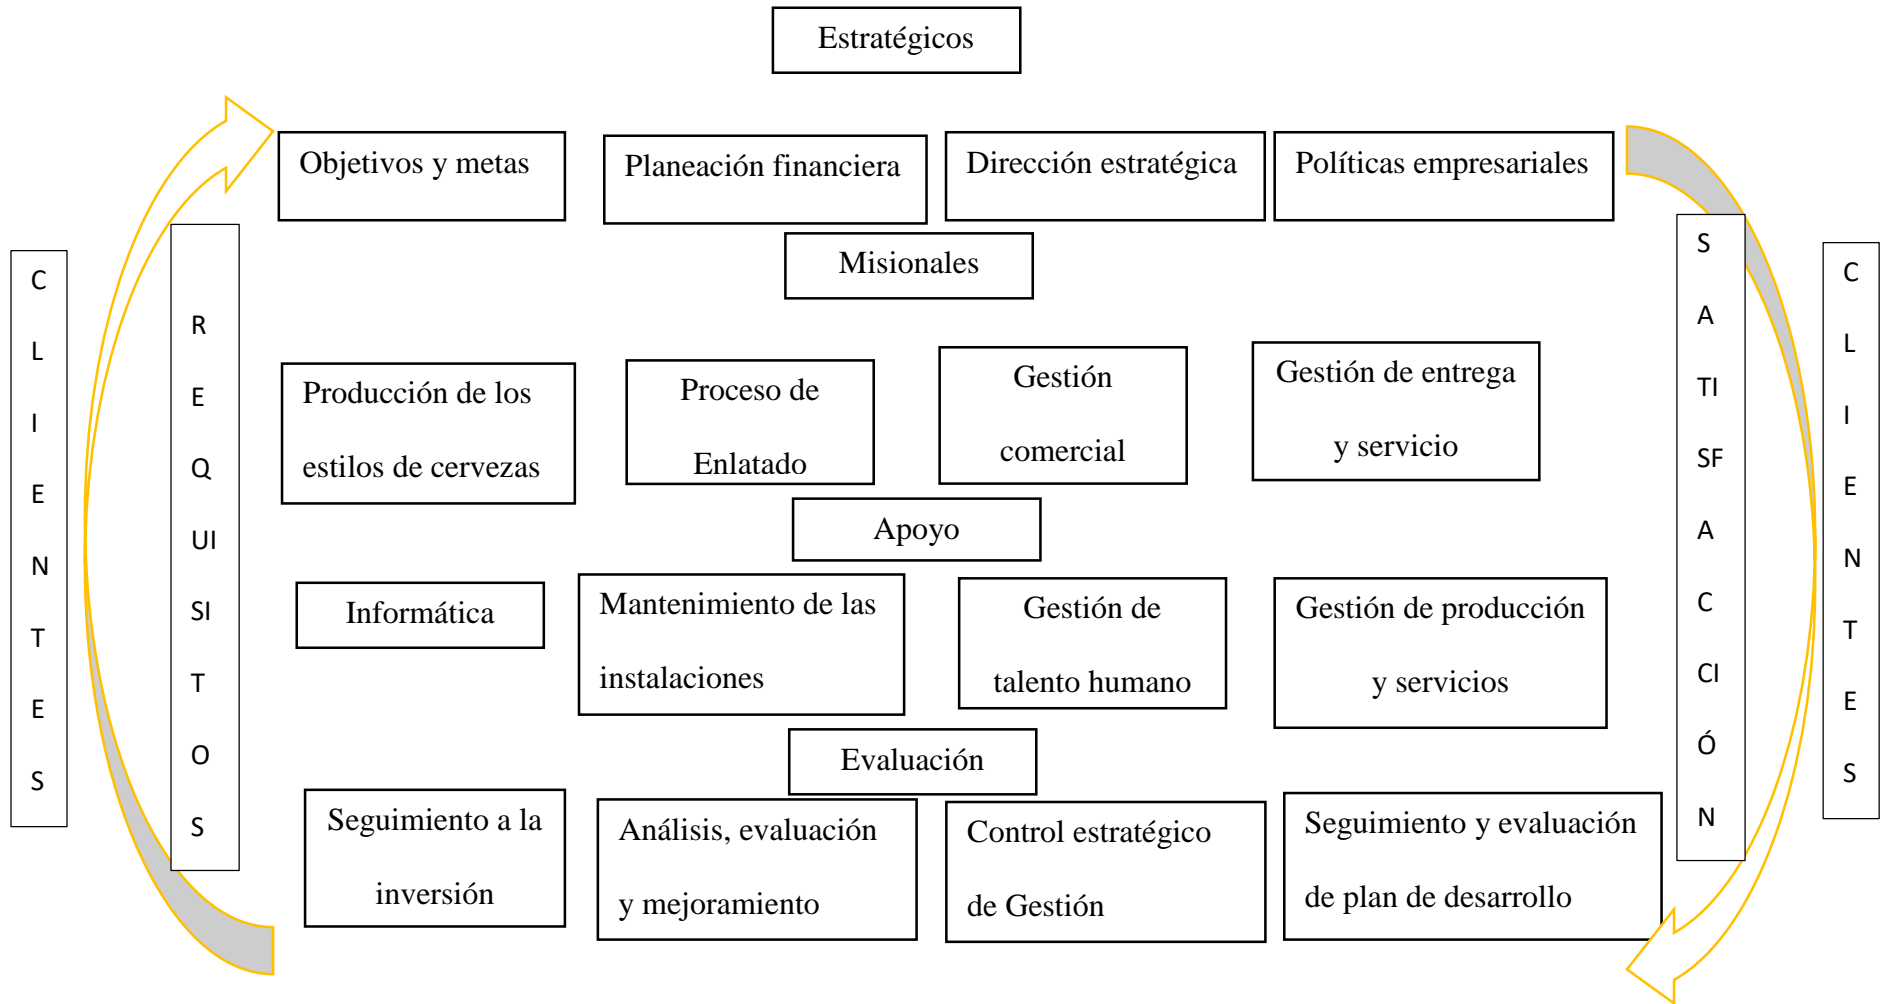 Estratégicos
Objetivos y metas
Planeación financiera
Dirección estratégica
Políticas empresariales
Misionales
C
L
I
E
N
T
E
S
R
E
Q
UI
SI
T
O
S
Producción de los
estilos de cervezas
Proceso de
Enlatado
Gestión
comercial
Gestión de entrega
y servicio
Apoyo
Informática
Mantenimiento de las
instalaciones
Gestión de
talento humano
Gestión de producción
y servicios
Evaluación
Seguimiento a la
inversión
Análisis, evaluación
y mejoramiento
Control estratégico
de Gestión
Seguimiento y evaluación
de plan de desarrollo
S
A
TI
SF
A
C
CI
Ó
N
C
L
I
E
N
T
E
S